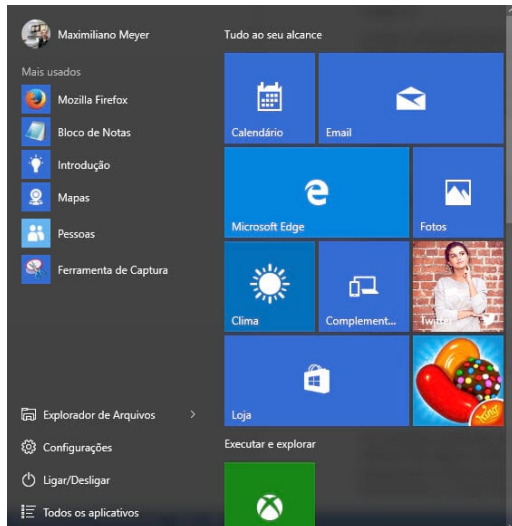 Maximiliano Meyer
Mais usados
Mozilla Firefox
Bloco de Notas
Introdução
Mapas
Pessoas
Ferramenta de Captura
Explorador de Arquivos
Configurações
Ligar/Desligar
Todos os aplicativos
Tudo ao seu alcance
Calendário
Email
Microsoft Edge
Fotos
Clima
Complement...
Twitter
Loja
King
Executar e explorar